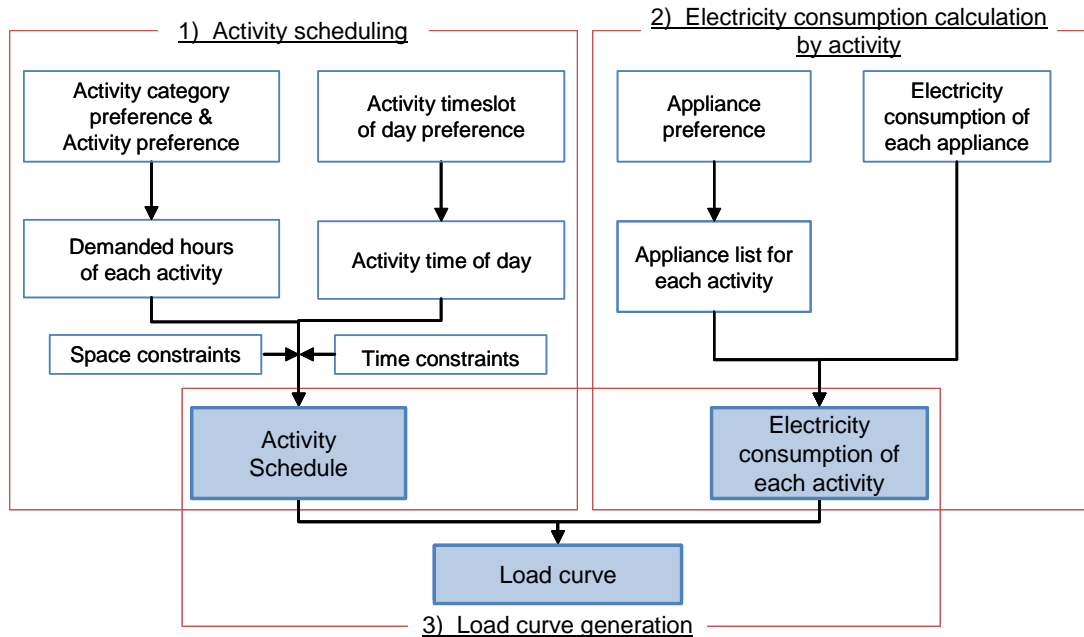 1) Activity scheduling
Activity category
preference &
Activity preference
Activity timeslot
of day preference
Demanded hours
of each activity
Activity time of day
Space constraints
Time constraints
Activity
Schedule
2) Electricity consumption calculation
by activity
Appliance
preference
Electricity
consumption of
each appliance
Appliance list for
each activity
Electricity
consumption of
each activity
Load curve
3) Load curve generation